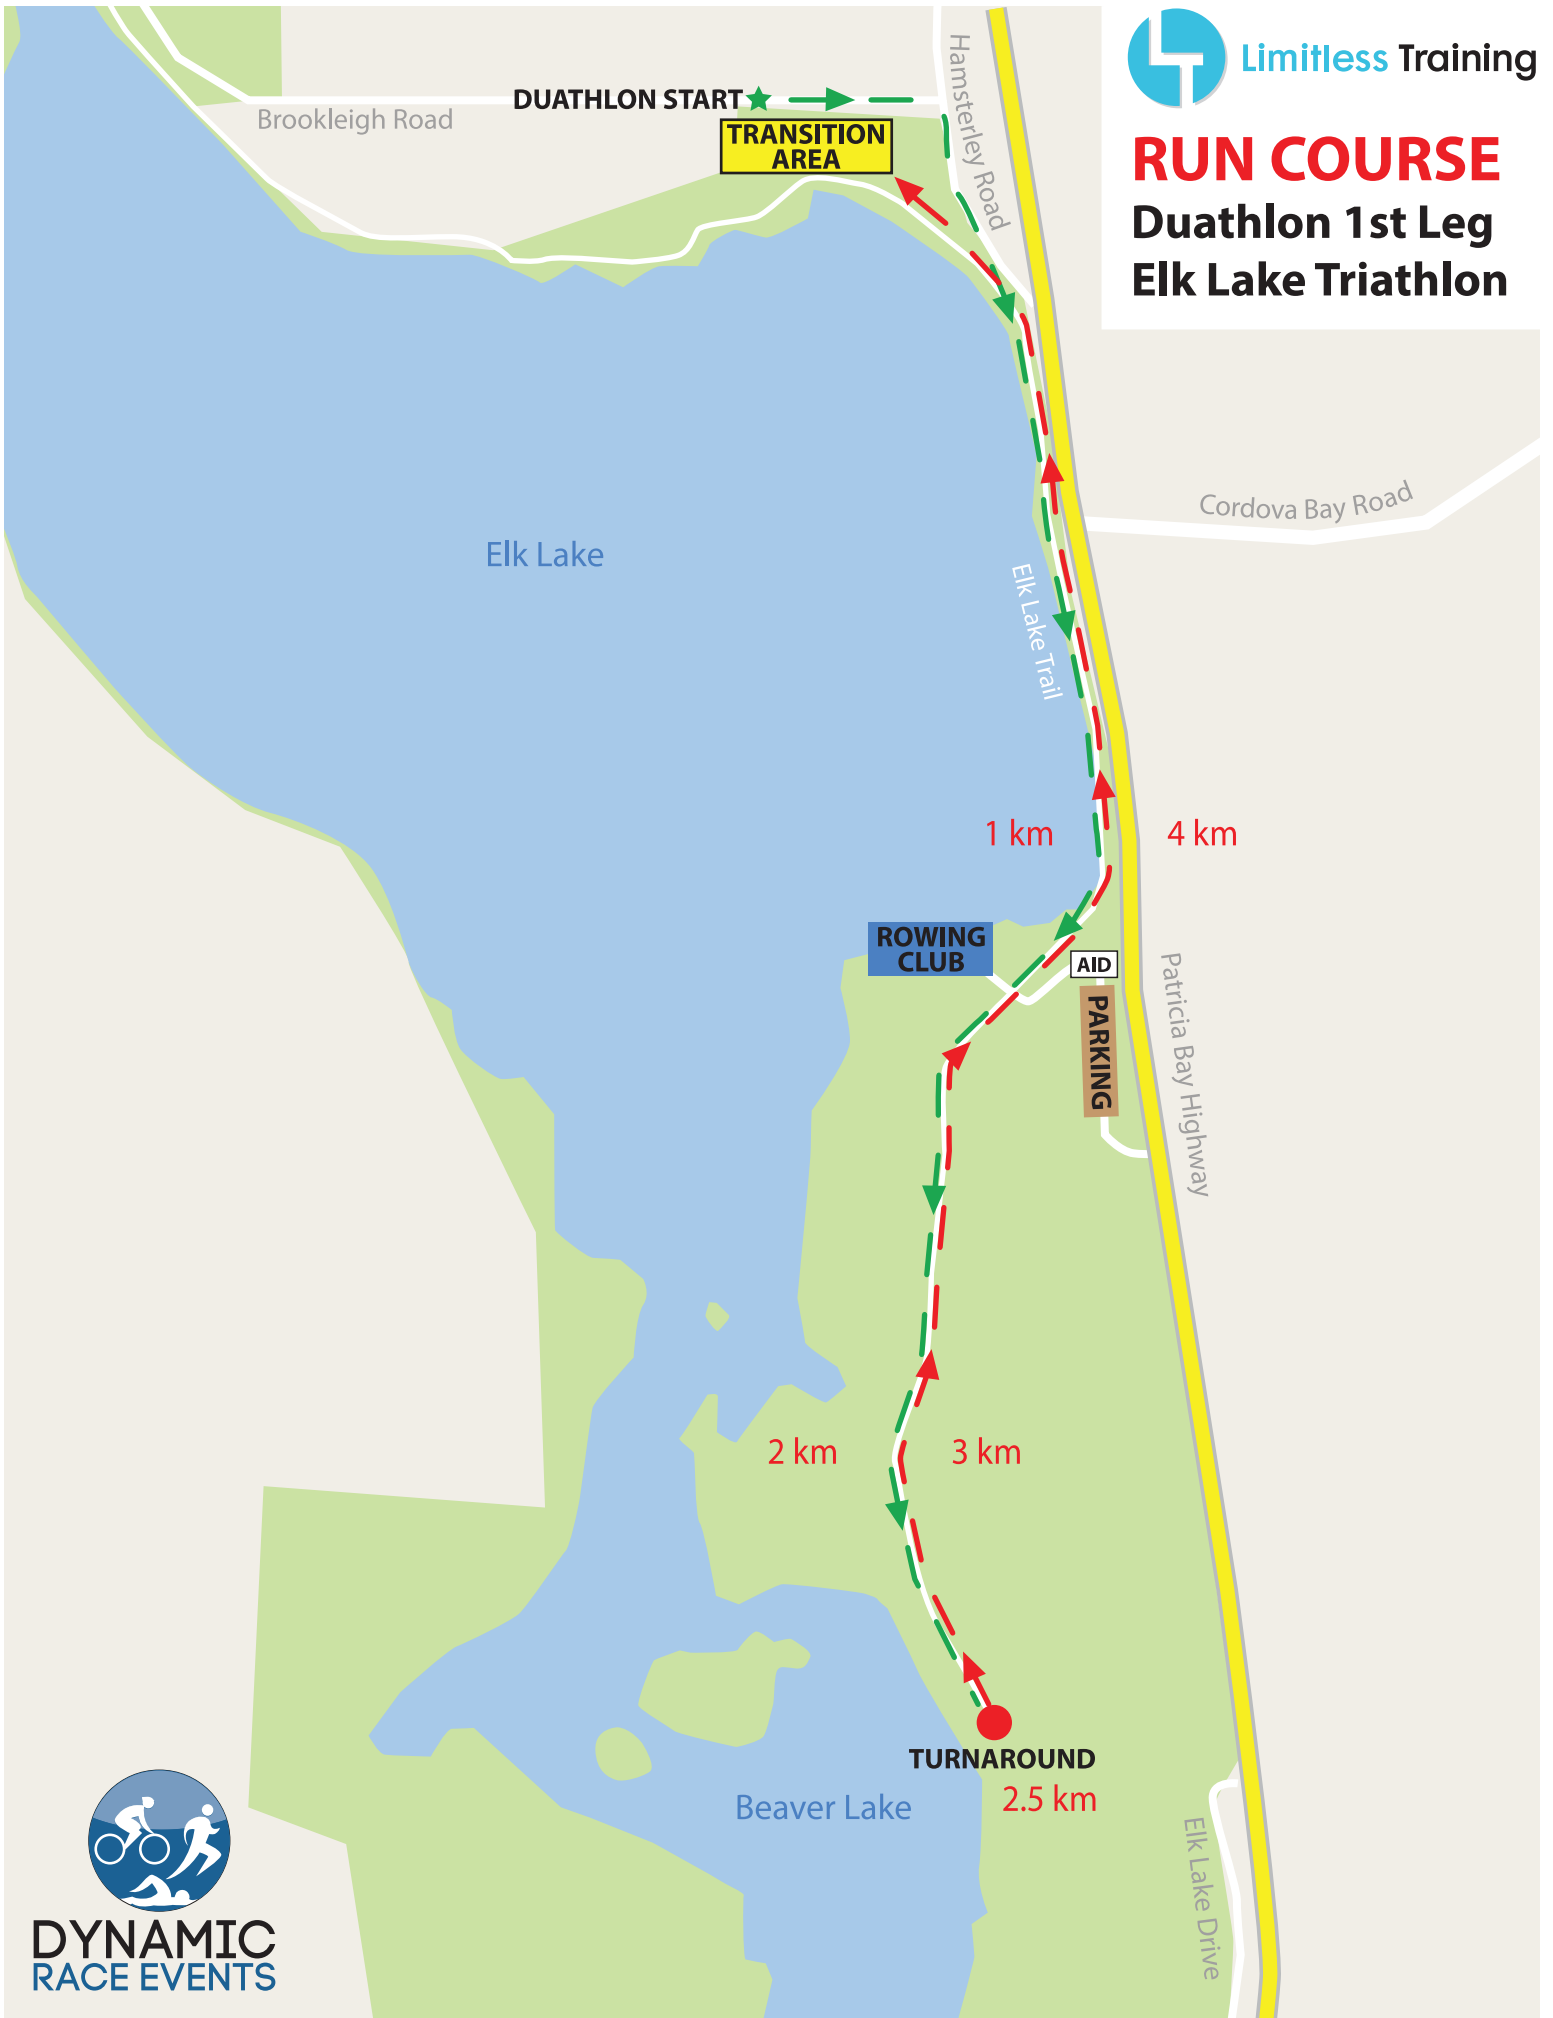 Limitless Training
RUN COURSE
Duathlon 1st Leg
Elk Lake Triathlon
Hamsterley Road
DUATHLON START
Brookleigh Road
TRANSITION
AREA
Cordova Bay Road
Elk Lake
Elk Lake Trail
1 km
4 km
ROWING
CLUB
AID
PARKING
Patricia Bay Highway
2 km
3 km
TURNAROUND
2.5 km
Beaver Lake
Elk Lake Drive
DYNAMIC
RACE EVENTS